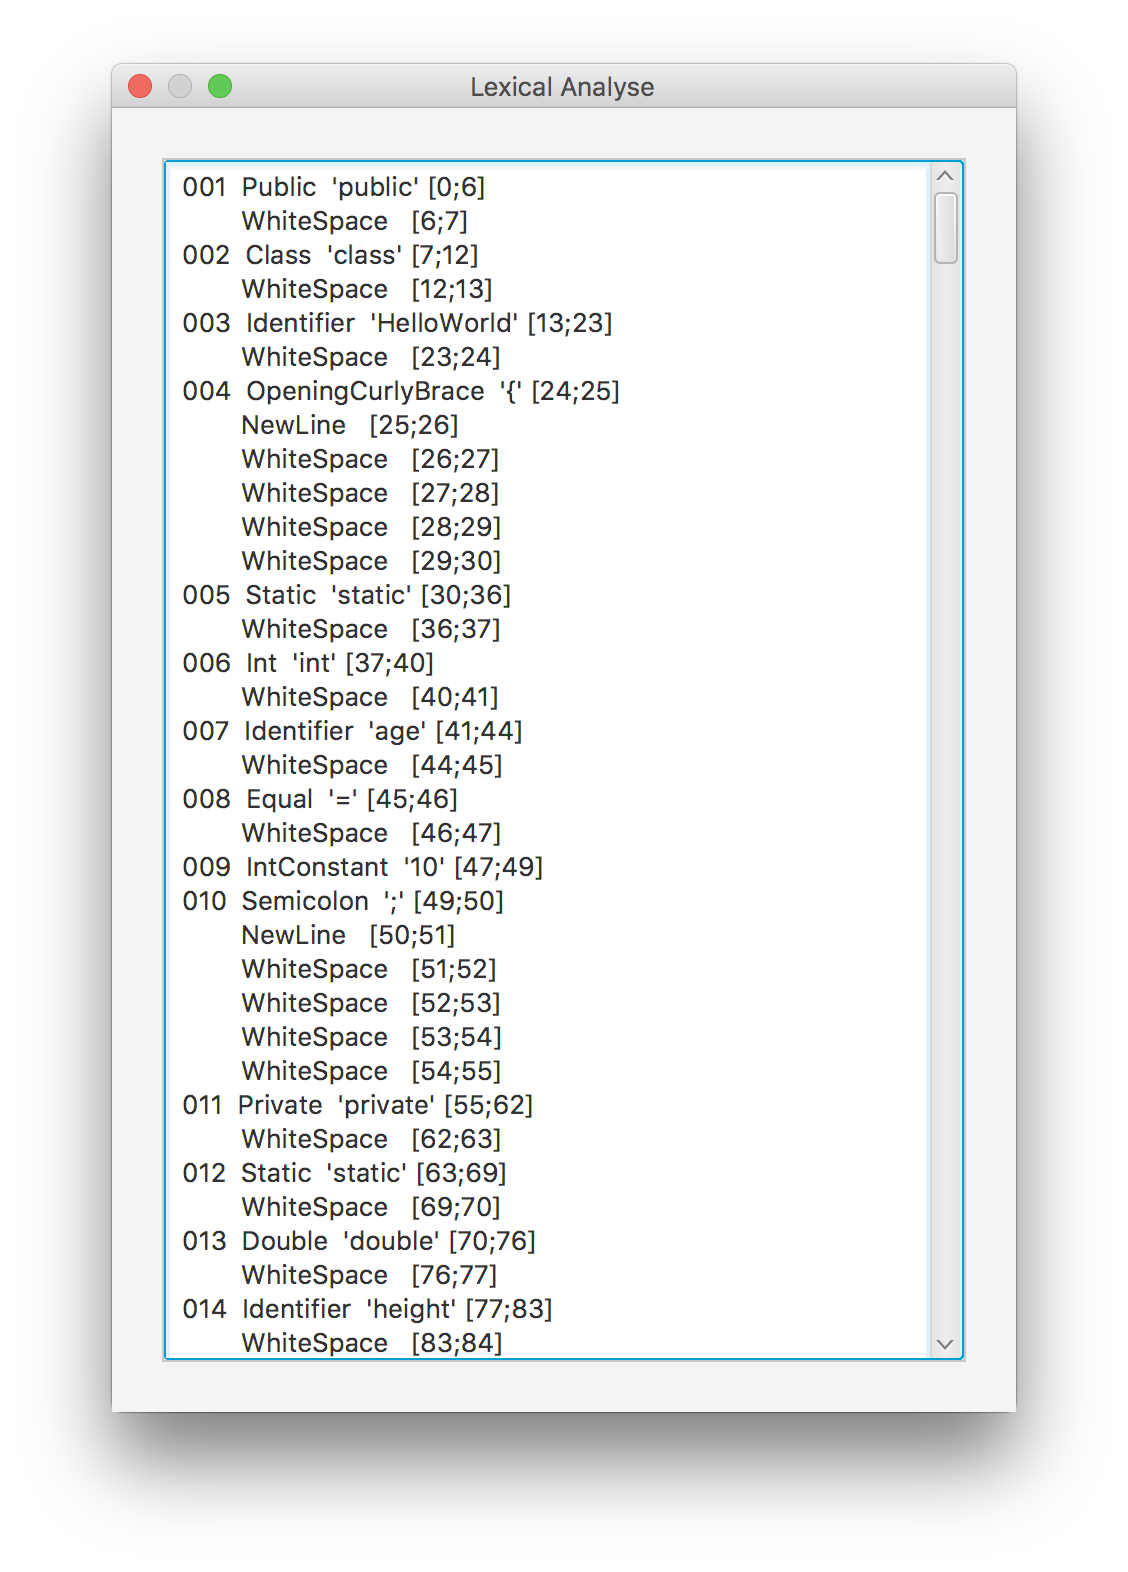 Lexical Analyse
001 Public 'public' [0;6]
WhiteSpace [6;7]
002 Class 'class' [7;12]
WhiteSpace [12;13]
003 Identifier 'HelloWorld' [13;23]
WhiteSpace [23;24]
004 OpeningCurlyBrace '{' [24;25]
NewLine [25;26]
WhiteSpace [26;27]
WhiteSpace [27;28]
WhiteSpace [28;29]
WhiteSpace [29;30]
005 Static 'static' [30;36]
WhiteSpace [36;37]
006 Int 'int' [37;40]
WhiteSpace [40;41]
007 Identifier 'age' [41;44]
WhiteSpace [44;45]
008 Equal '=' [45;46]
WhiteSpace [46;47]
009 IntConstant '10' [47;49]
010 Semicolon ';' [49;50]
NewLine [50;51]
WhiteSpace [51;52]
WhiteSpace [52;53]
WhiteSpace [53;54]
WhiteSpace [54;55]
011 Private 'private' [55;62]
WhiteSpace [62;63]
012 Static 'static' [63;69]
WhiteSpace [69;70]
013 Double 'double' [70;76]
WhiteSpace [76;77]
014 Identifier 'height' [77;83]
WhiteSpace [83;84]